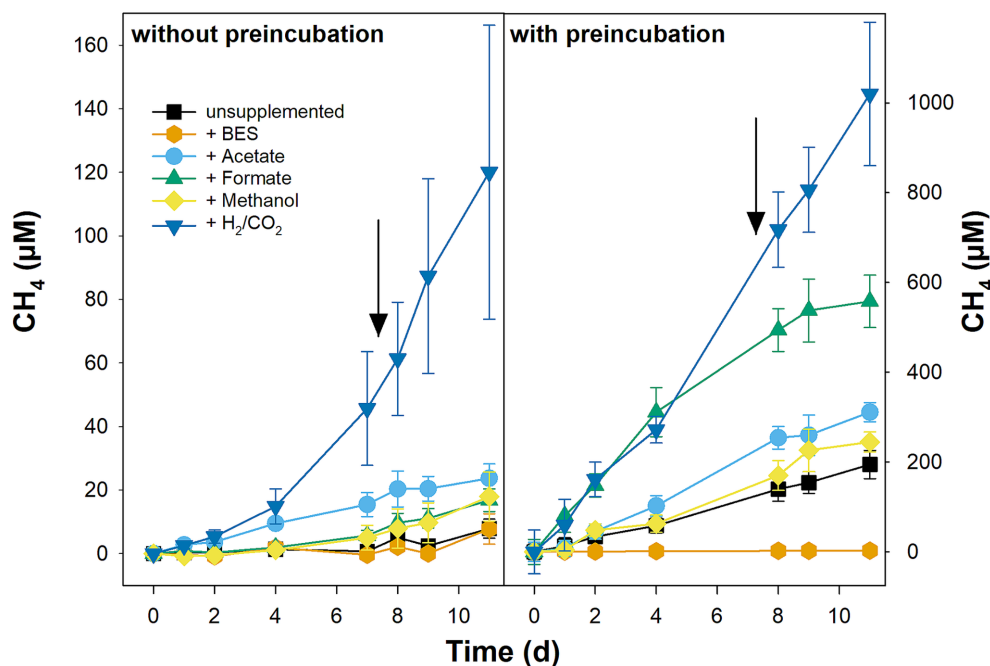 without preincubation
with preincubation
160
140
120
100
80
60
40
20
0
CH₄ (µM)
unsupplemented
+ BES
+ Acetate
+ Formate
+ Methanol
+ H₂/CO₂
1000
800
600
400
200
0
CH₄ (µM)
0 2 4 6 8 10
0 2 4 6 8 10
Time (d)